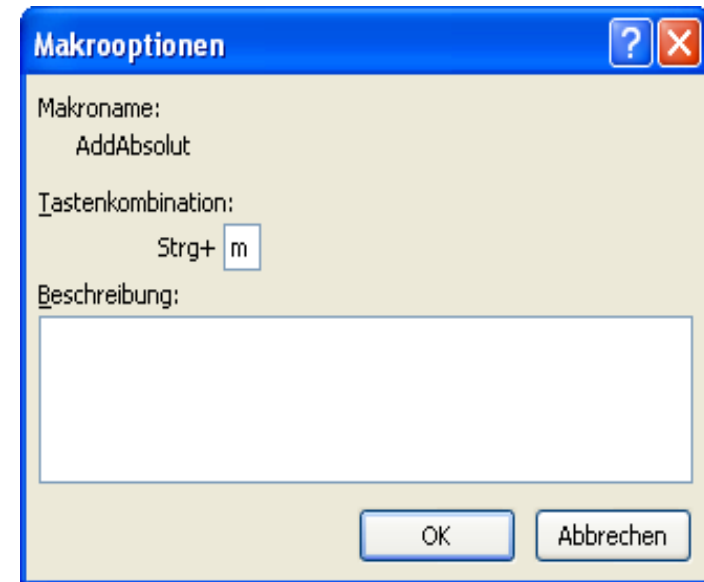 Makrooptionen ?
Makroname:
AddAbsolut
Tastenkombination:
Strg+ m
Beschreibung:
OK Abbrechen